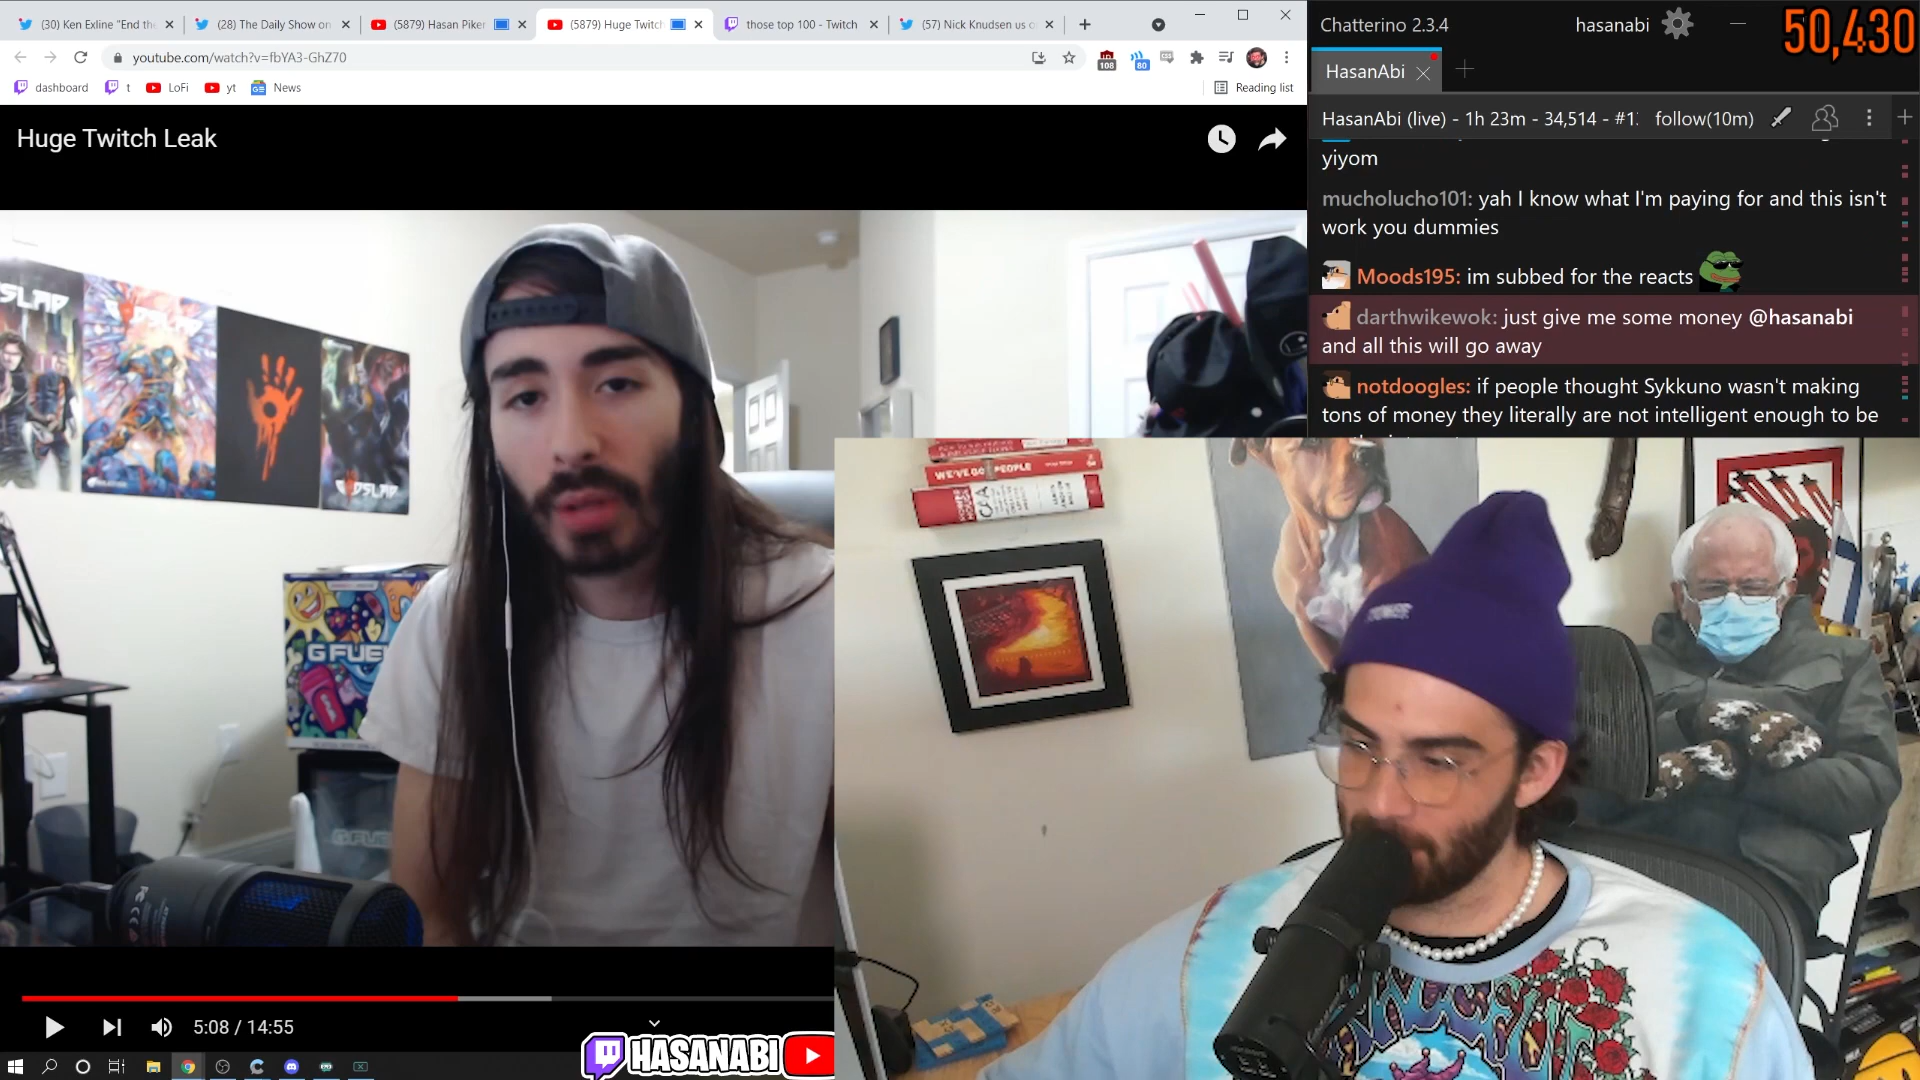 (30) Ken Exline "End the
(28) The Daily Show on
(5879) Hasan Piker
(5879) Huge Twitch
those top 100 - Twitch
(57) Nick Knudsen us c
youtube.com/watch?v=fbYA3-GhZ70
108
80
dashboard
t
LoFi
yt
News
Reading list
Huge Twitch Leak
Chatterino 2.3.4
hasanabi
50,430
HasanAbi
HasanAbi (live) - 1h 23m - 34,514 - #1:
follow(10m)
yiyom
mucholucho101: yah I know what I'm paying for and this isn't
work you dummies
Moods195: im subbed for the reacts
darthwikewok: just give me some money @hasanabi
and all this will go away
notdoogles: if people thought Sykkuno wasn't making
tons of money they literally are not intelligent enough to be
G FUEL
WE'VE GOT PEOPLE
CIA
5:08 / 14:55
HASANABI